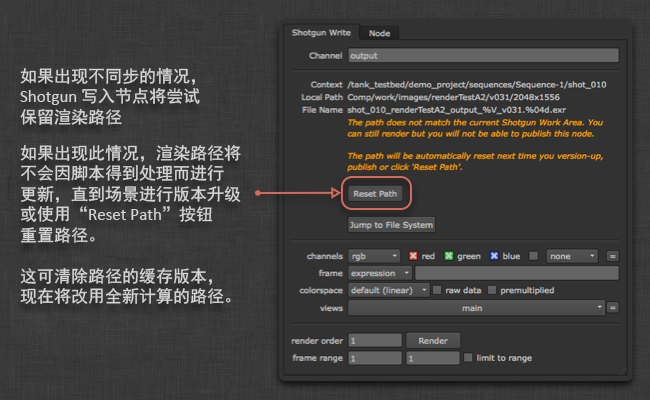 如果出现不同步的情况，
Shotgun 写入节点将尝试
保留渲染路径
如果出现此情况，渲染路径将
不会因脚本得到处理而进行
更新，直到场景进行版本升级
或使用“Reset Path”按钮
重置路径。
这可清除路径的缓存版本，
现在将改用全新计算的路径。
Shotgun Write Node
Channel output
Context /tank_testbed/demo_project/sequences/Sequence-1/shot_010
Local Path Comp/work/images/renderTestA2/v031/2048x1556
File Name shot_010_renderTestA2_output_%V_v031.%04d.exr
The path does not match the current Shotgun Work Area. You
can still render but you will not be able to publish this node.
The path will be automatically reset next time you version-up,
publish or click 'Reset Path'.
Reset Path
Jump to File System
channels rgb red green blue none =
frame expression
colorspace default (linear) raw data premultiplied
views main =
render order 1 Render
frame range 1 1 limit to range